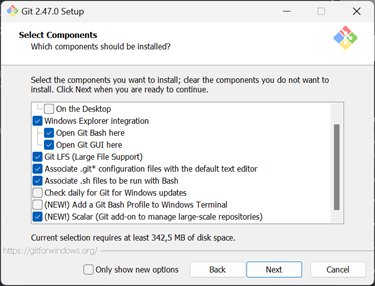 Git 2.47.0 Setup
Select Components
Which components should be installed?
Select the components you want to install; clear the components you do not want to
install. Click Next when you are ready to continue.
On the Desktop
Windows Explorer integration
Open Git Bash here
Open Git GUI here
Git LFS (Large File Support)
Associate .git* configuration files with the default text editor
Associate .sh files to be run with Bash
Check daily for Git for Windows updates
(NEW!) Add a Git Bash Profile to Windows Terminal
(NEW!) Scalar (Git add-on to manage large-scale repositories)
Current selection requires at least 342,5 MB of disk space.
https://gitforwindows.org/
Only show new options
Back
Next
Cancel